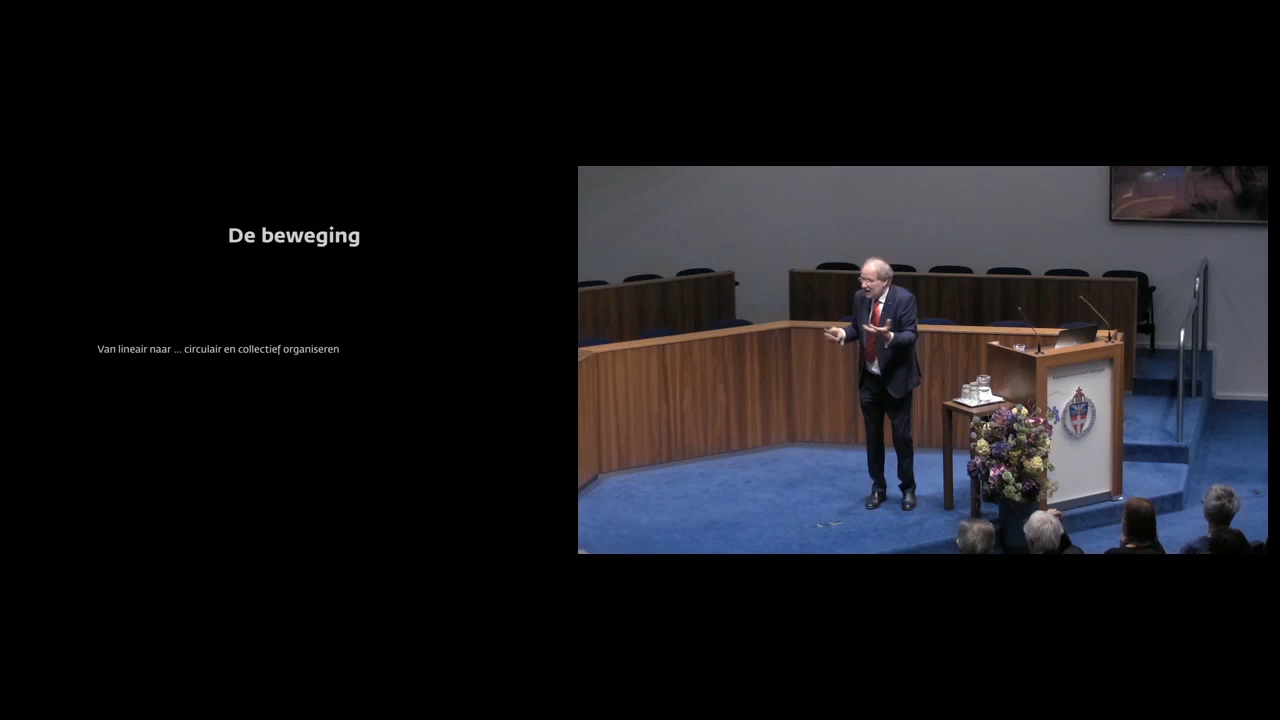 De beweging
Van lineair naar ... circulair en collectief organiseren